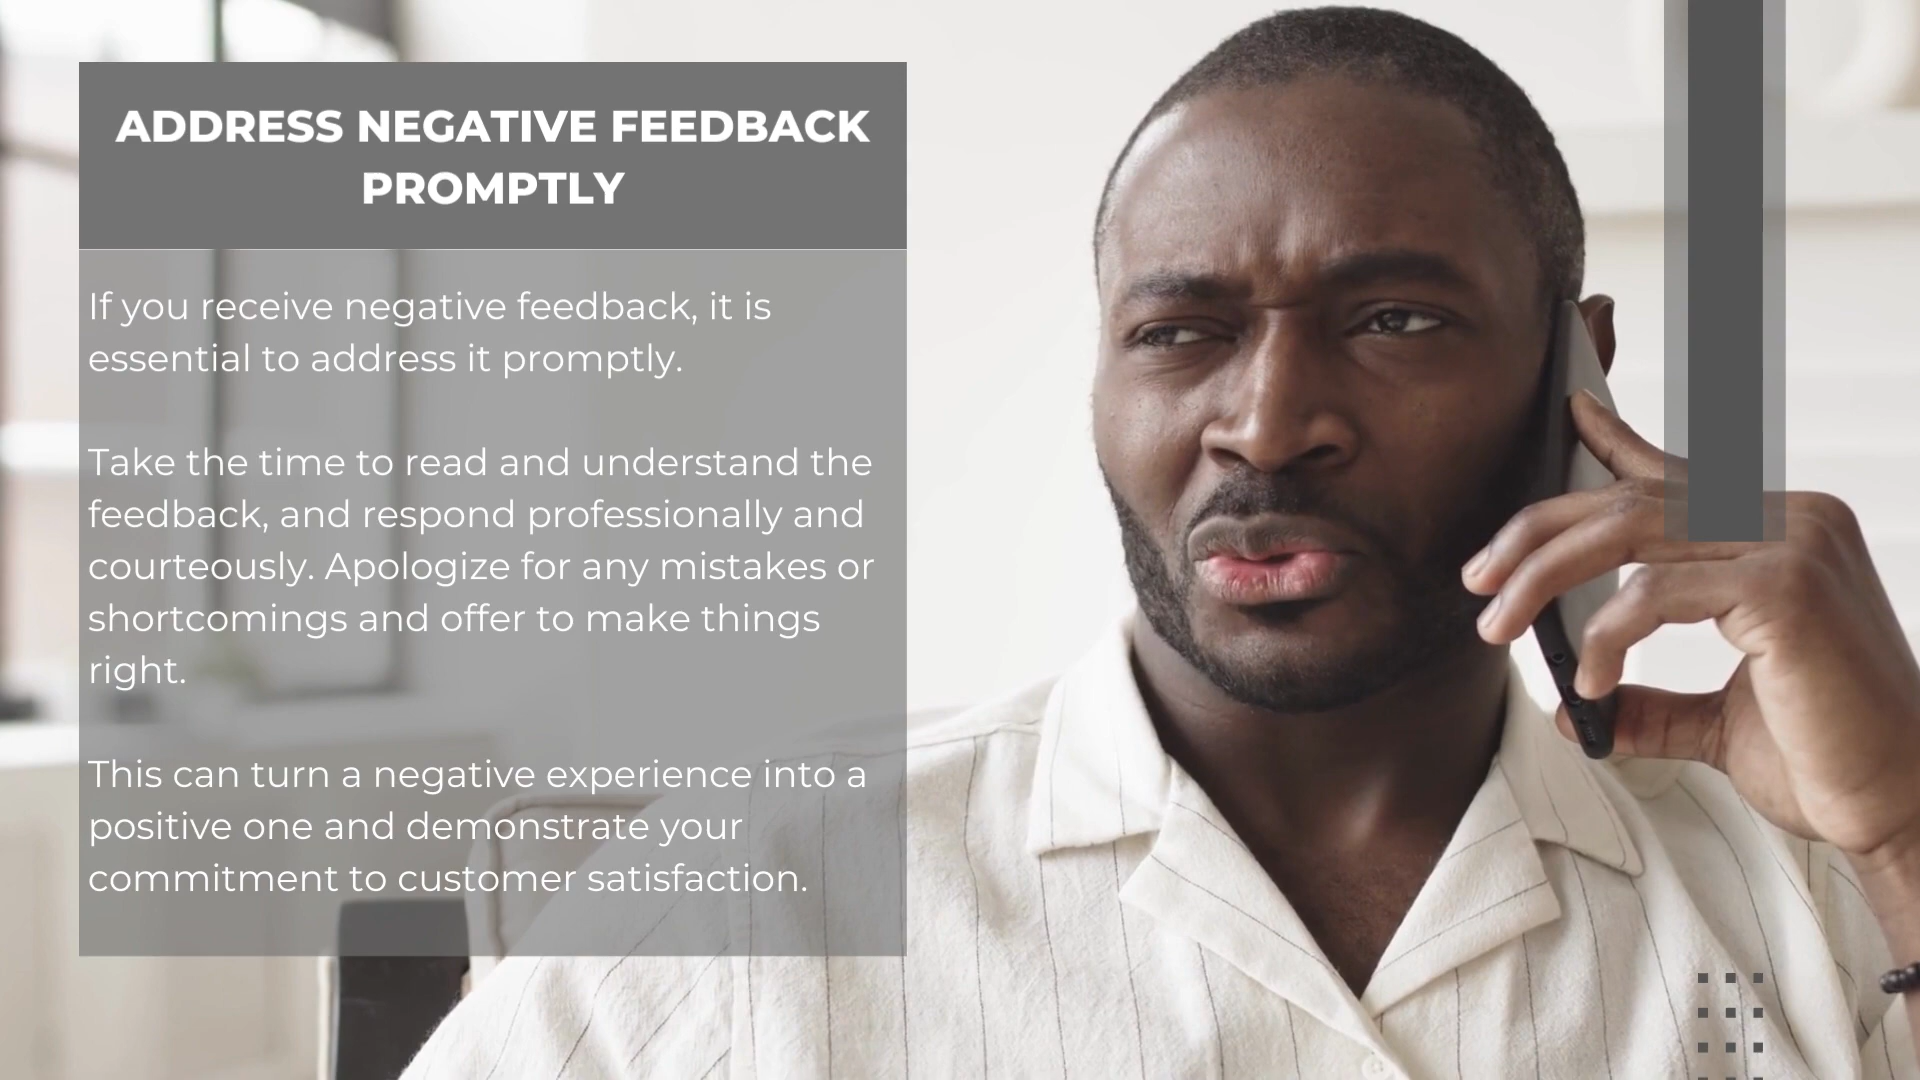 ADDRESS NEGATIVE FEEDBACK
PROMPTLY
If you receive negative feedback, it is
essential to address it promptly.
Take the time to read and understand the
feedback, and respond professionally and
courteously. Apologize for any mistakes or
shortcomings and offer to make things
right.
This can turn a negative experience into a
positive one and demonstrate your
commitment to customer satisfaction.